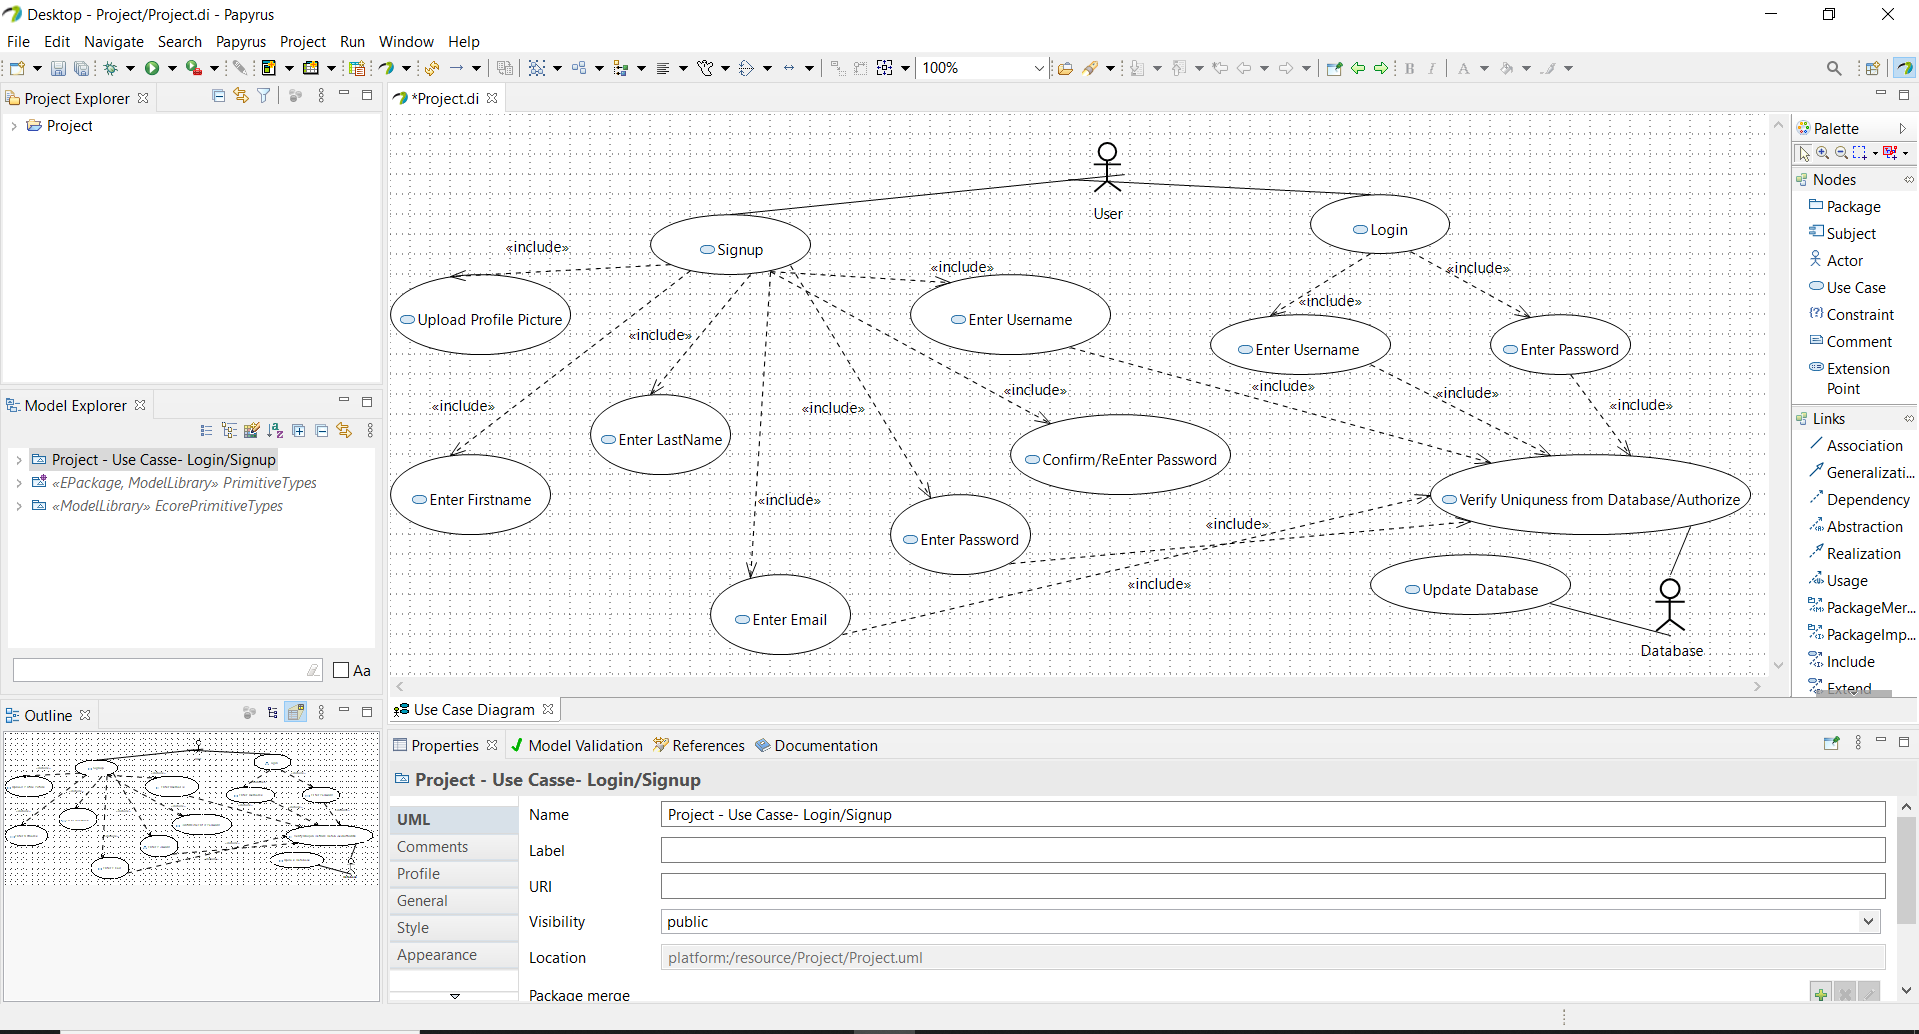 Desktop - Project/Project.di - Papyrus
File Edit Navigate Search Papyrus Project Run Window Help
100%
B I A
Project Explorer
Project
Model Explorer
Project - Use Casse- Login/Signup
«EPackage, ModelLibrary» PrimitiveTypes
«ModelLibrary» EcorePrimitiveTypes
Aa
Outline
*Project.di
User
Signup
Login
«include»
«include»
«include»
«include»
Upload Profile Picture
Enter Username
«include»
Enter Username
Enter Password
«include»
«include»
«include»
«include»
«include»
«include»
Enter LastName
Confirm/ReEnter Password
Enter Firstname
«include»
Verify Uniquness from Database/Authorize
Enter Password
«include»
«include»
Update Database
Enter Email
Database
Use Case Diagram
Palette
Nodes
Package
Subject
Actor
Use Case
Constraint
Comment
Extension
Point
Links
Association
Generalizati...
Dependency
Abstraction
Realization
Usage
PackageMer...
PackageImp...
Include
Extend
Properties Model Validation References Documentation
Project - Use Casse- Login/Signup
UML
Comments
Profile
General
Style
Appearance
Name Project - Use Casse- Login/Signup
Label
URI
Visibility public
Location platform:/resource/Project/Project.uml
Package merge